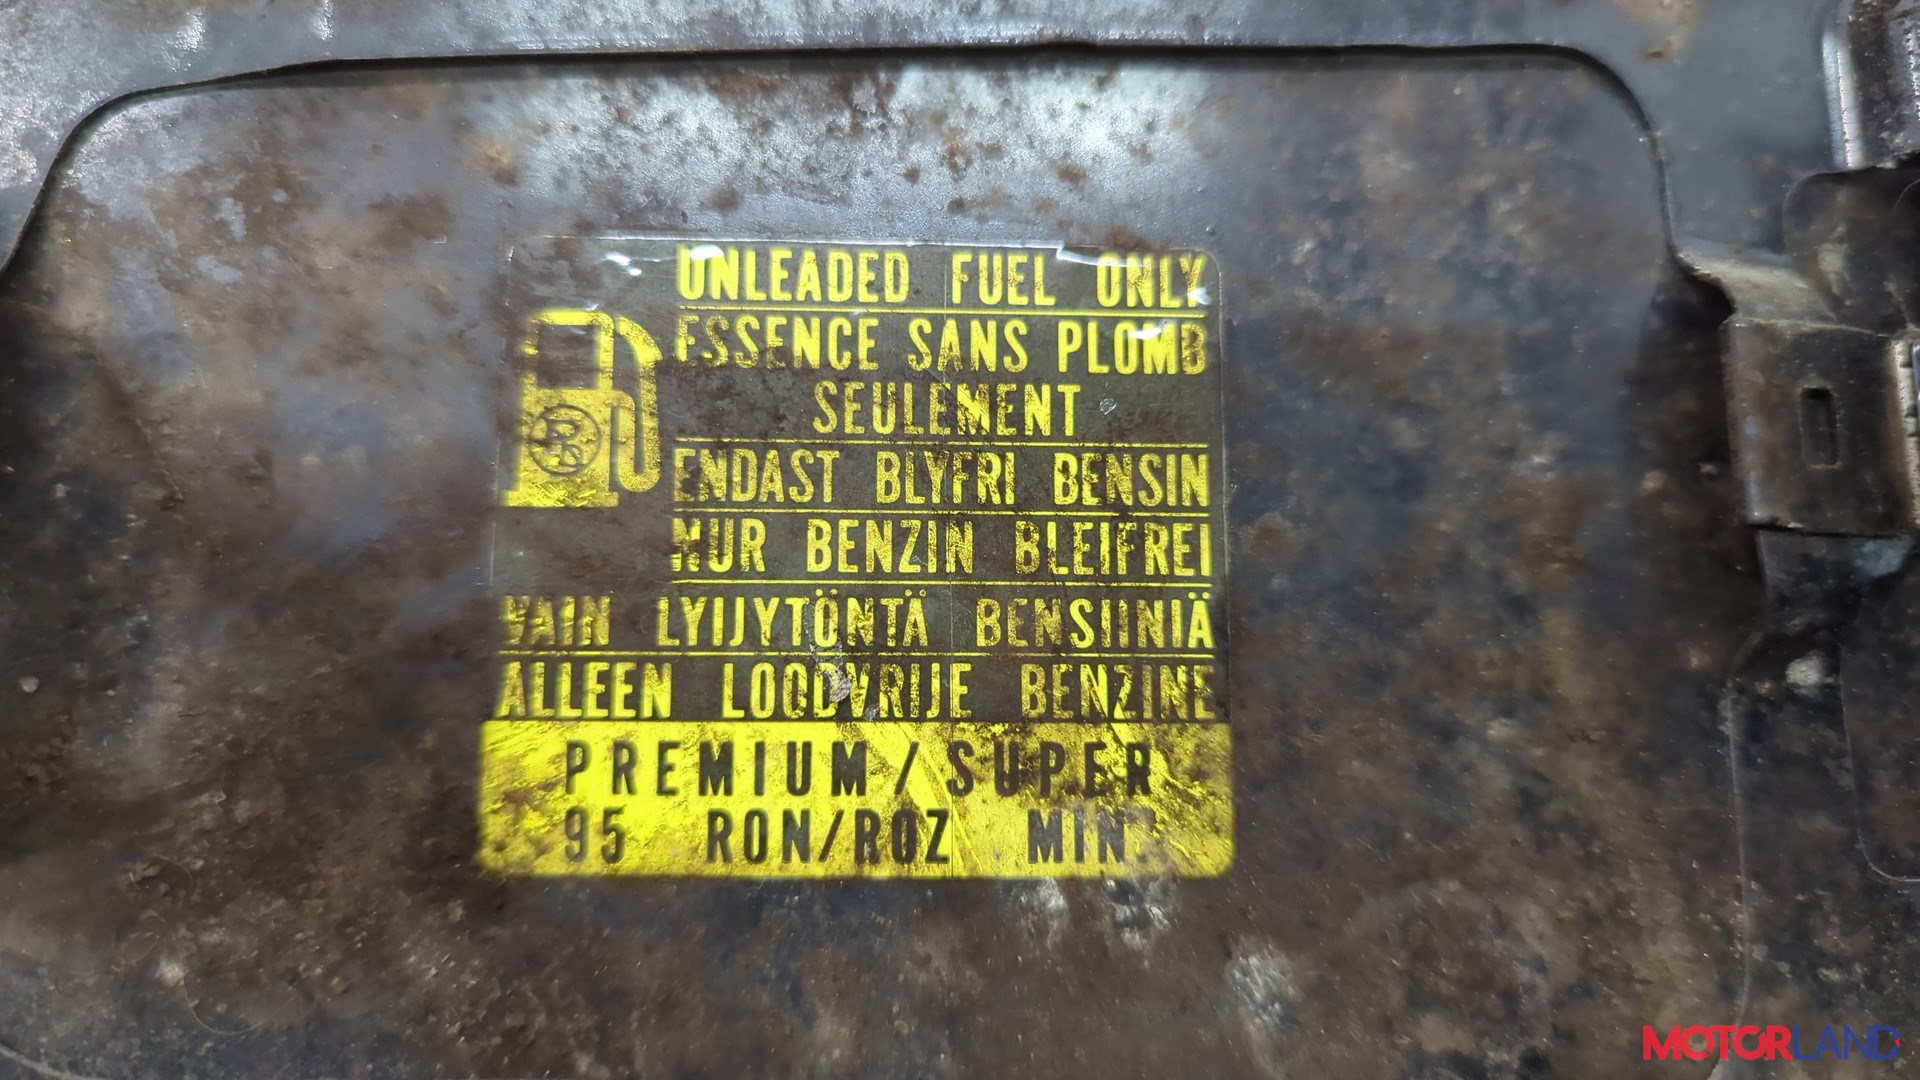 UNLEADED FUEL ONLY
ESSENCE SANS PLOMB
SEULEMENT
ENDAST BLYFRI BENSIN
NUR BENZIN BLEIFREI
VAIN LYIJYTÖNTÄ BENSIINIÄ
ALLEEN LOODVRIJE BENZINE
PREMIUM/SUPER
95 RON/ROZ MIN.
MOTORLAND